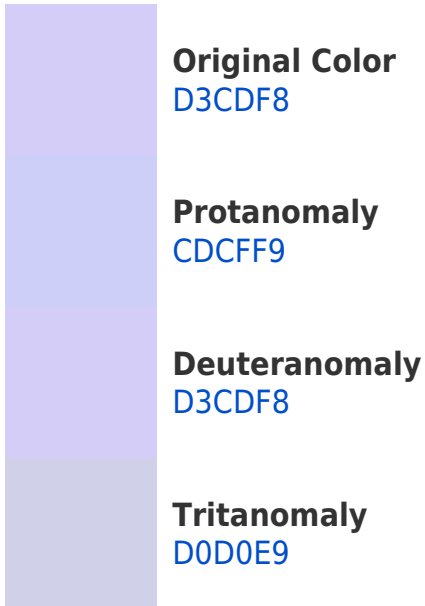 Original Color
D3CDF8
Protanomaly
CDCFF9
Deuteranomaly
D3CDF8
Tritanomaly
D0D0E9